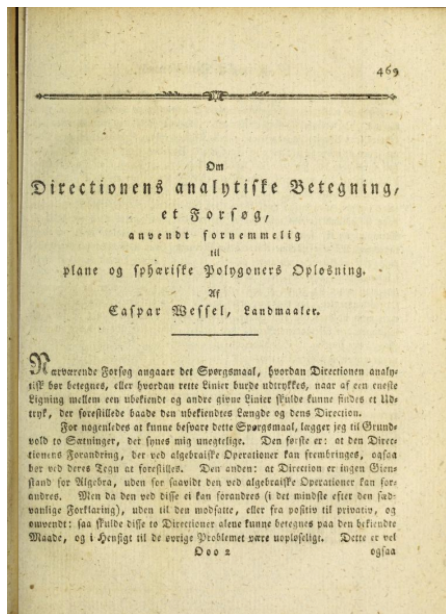 469
Om
Directionens analytiske Betegning,
et Forsøg,
anvendt fornemmelig
til
plane og sphæriske Polygoners Opløsning.
Af
Caspar Wessel, Landmaaler.
Nærværende Forsøg angaaer det Spørgsmaal, hvordan Directionen analy-
tisk bør betegnes, eller hvordan rette Linier burde udtrykkes, naar af en eneste
Ligning mellem een ubekiendt og andre givne Linier skulde kunne findes et Ud-
tryk, der forestillede baade den ubekiendtes Længde og dens Direction.
For nogenledes at kunne besvare dette Spørgsmaal, lægger jeg til Grund-
vold to Sætninger, der synes mig unegtelige. Den første er: at den Direc-
tionens Forandring, der ved algebraiske Operationer kan frembringes, ogsaa
bør ved deres Tegn at forestilles. Den anden: at Direction er ingen Gien-
stand for Algebra, uden for saavidt den ved algebraiske Operationer kan for-
andres. Men da den ved disse ei kan forandres (i det mindste efter den sæd-
vanlige Forklaring), uden til den modsatte, eller fra positiv til privativ, og
omvendt: saa skulde disse to Directioner alene kunne betegnes paa den bekiendte
Maade, og i Hensigt til de øvrige Problemet være uopløseligt. Dette er vel
Ooo 2
ogsaa